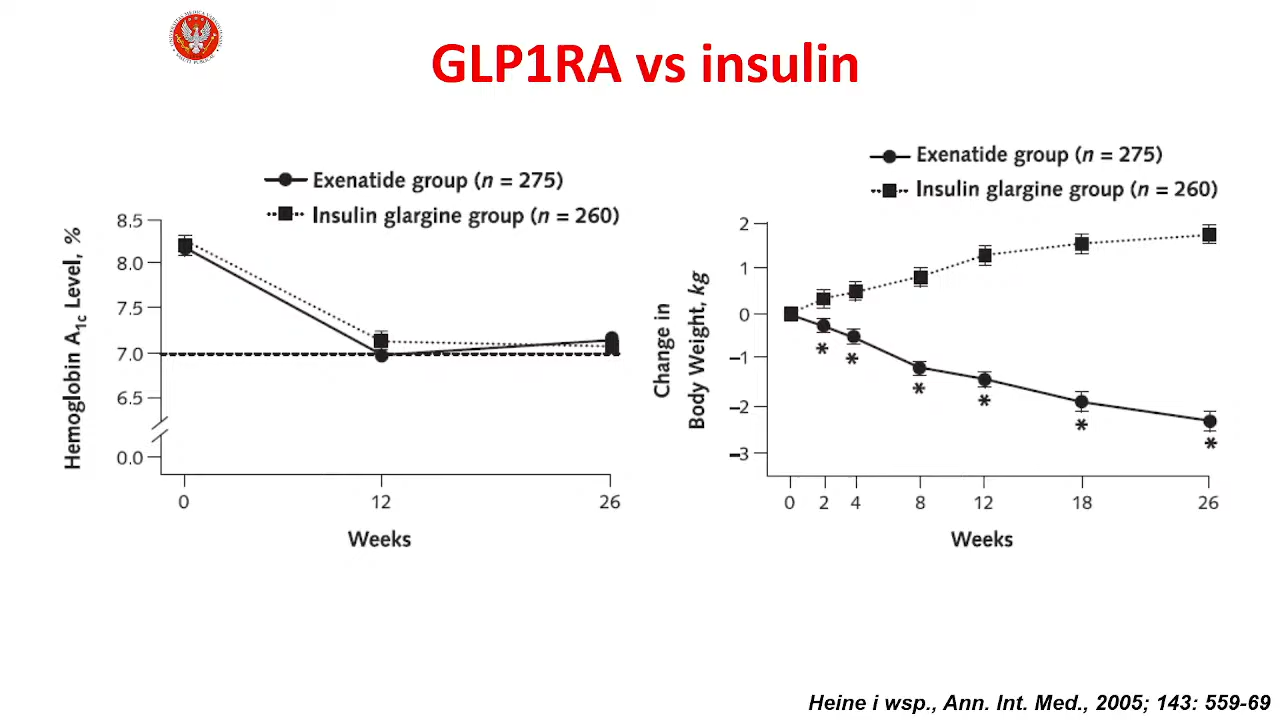 GLP1RA vs insulin
Exenatide group (n = 275)
Insulin glargine group (n = 260)
Hemoglobin A1c Level, %
8.5
8.0
7.5
7.0
6.5
0.0
0 12 26
Weeks
Exenatide group (n = 275)
Insulin glargine group (n = 260)
Change in
Body Weight, kg
2
1
0
–1
–2
–3
* * * * * *
0 2 4 8 12 18 26
Weeks
Heine i wsp., Ann. Int. Med., 2005; 143: 559-69